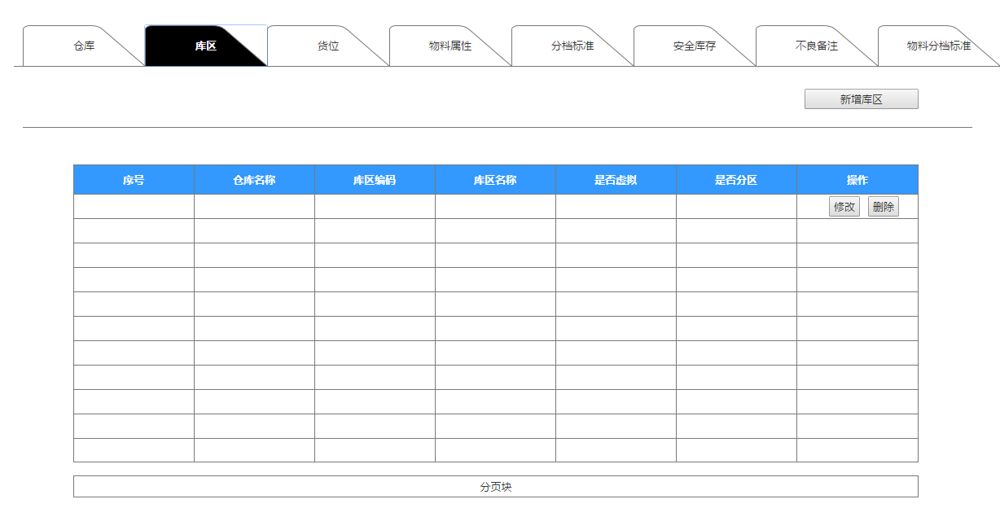 仓库 库区 货位 物料属性 分档标准 安全库存 不良备注 物料分档标准
新增库区
序号 仓库名称 库区编码 库区名称 是否虚拟 是否分区 操作
修改 删除
分页块